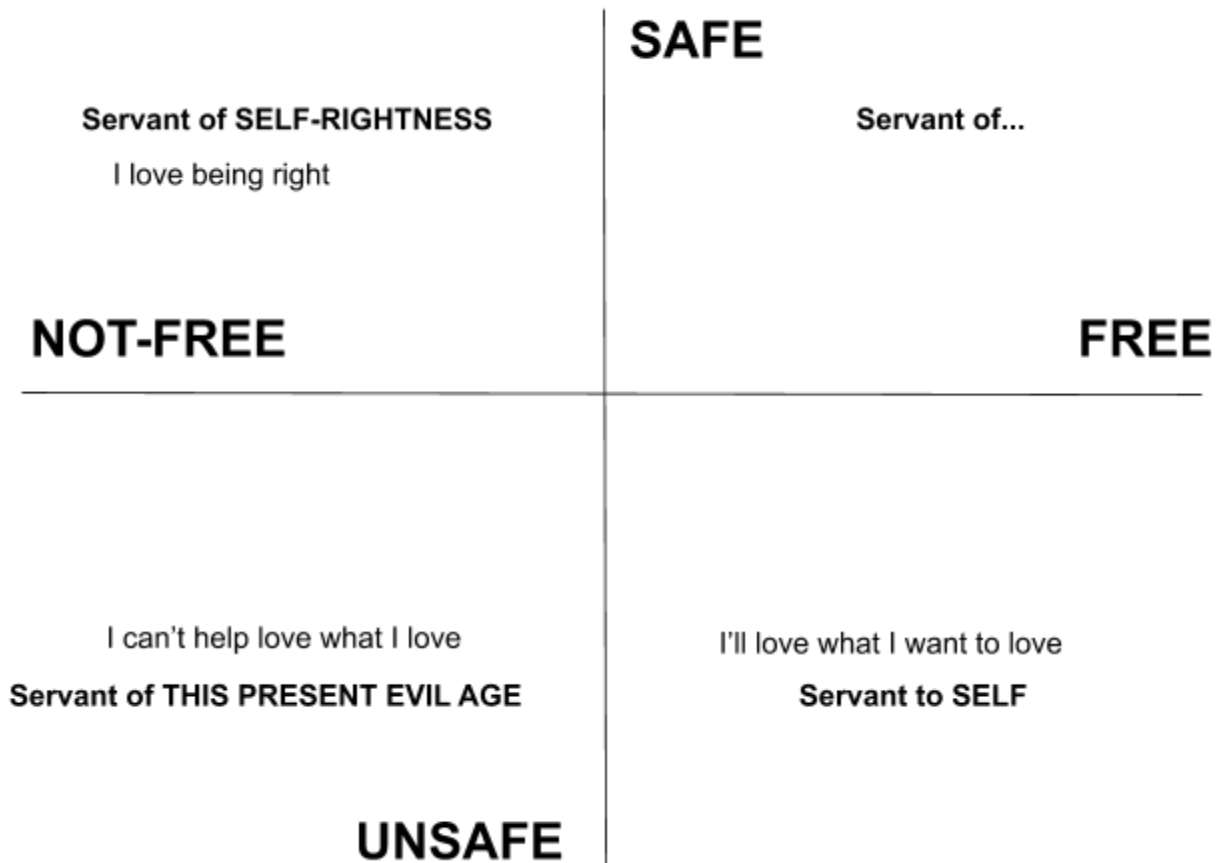 SAFE
Servant of SELF-RIGHTNESS
I love being right
Servant of...
NOT-FREE
FREE
I can't help love what I love
Servant of THIS PRESENT EVIL AGE
I'll love what I want to love
Servant to SELF
UNSAFE